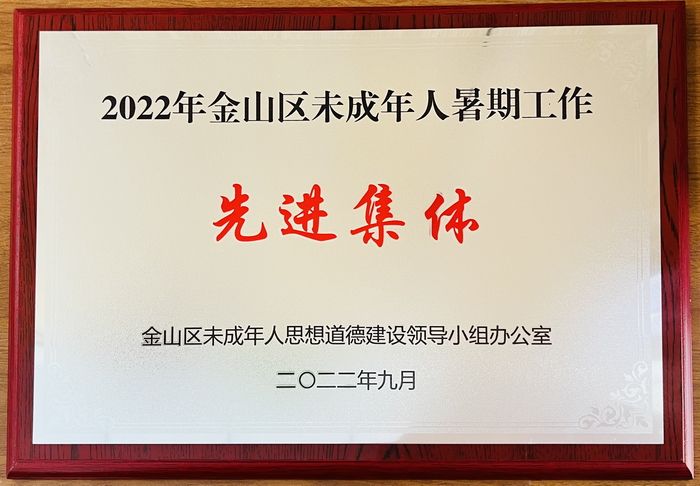 2022年金山区未成年人暑期工作
先进集体
金山区未成年人思想道德建设领导小组办公室
二〇二二年九月